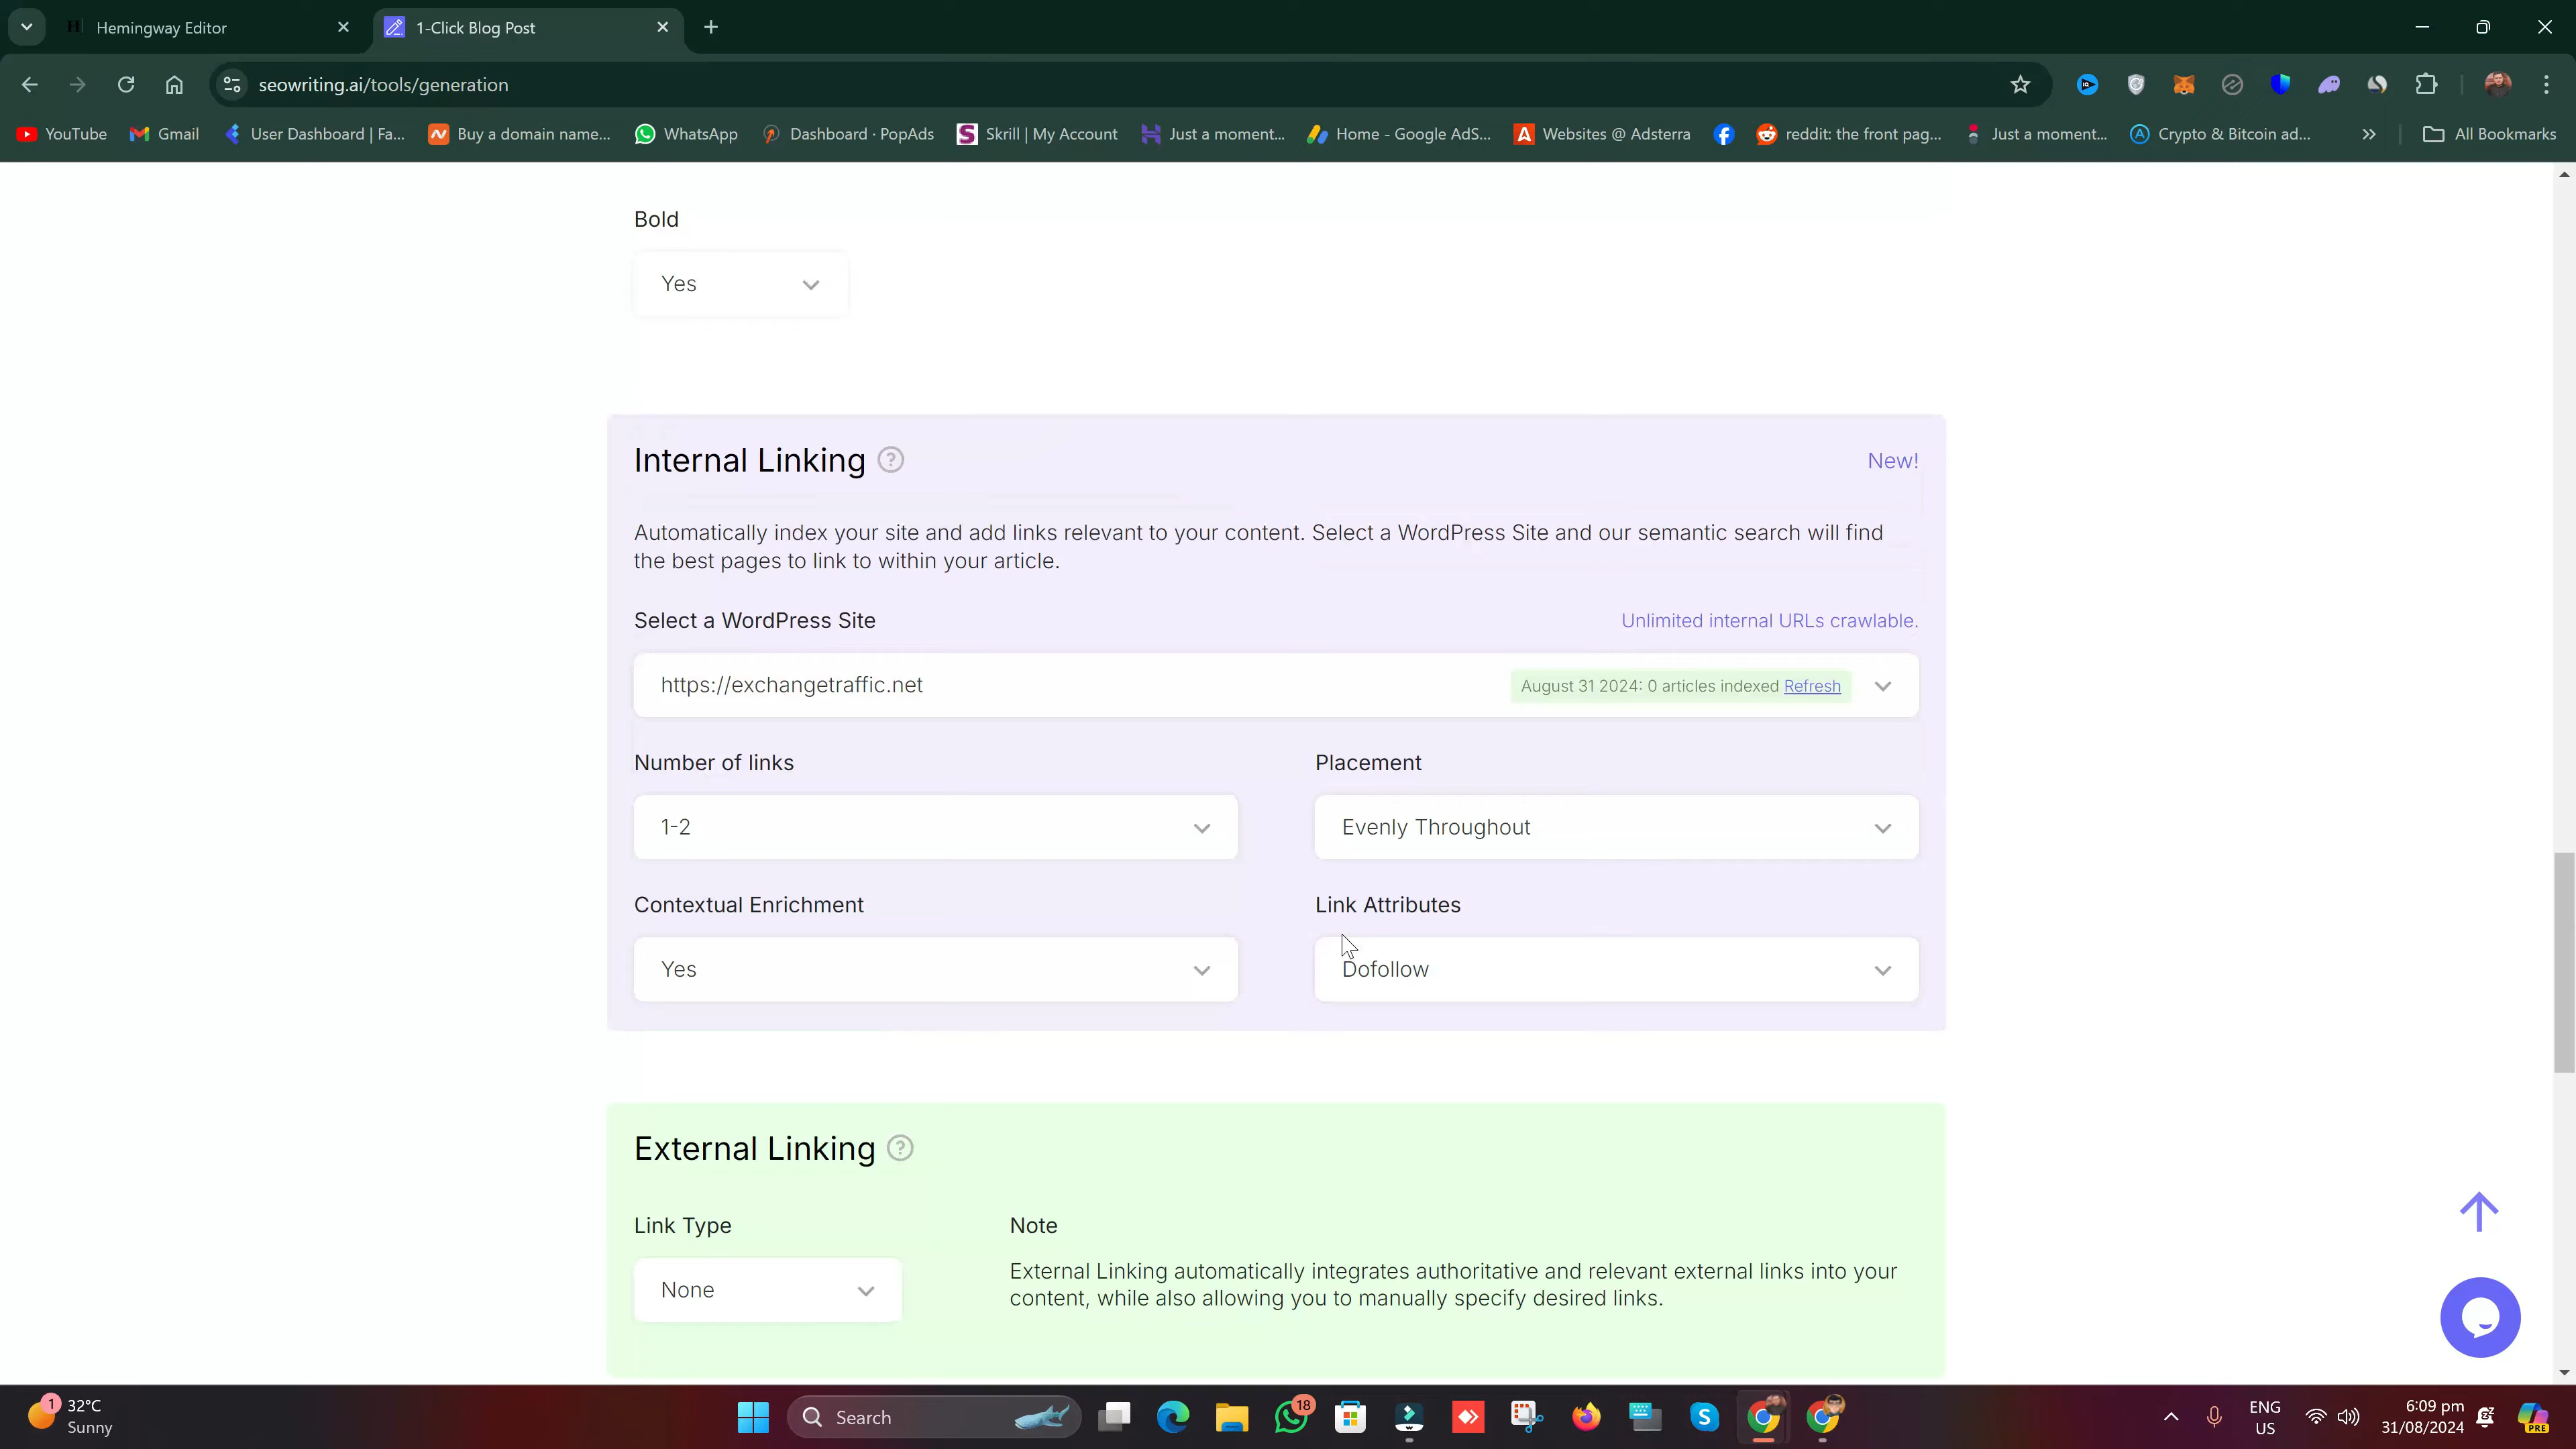 Hemingway Editor
1-Click Blog Post
seowriting.ai/tools/generation
YouTube
Gmail
User Dashboard | Fa...
Buy a domain name...
WhatsApp
Dashboard · PopAds
Skrill | My Account
Just a moment...
Home - Google AdS...
Websites @ Adsterra
reddit: the front pag...
Just a moment...
Crypto & Bitcoin ad...
All Bookmarks
Bold
Yes
Internal Linking
New!
Automatically index your site and add links relevant to your content. Select a WordPress Site and our semantic search will find
the best pages to link to within your article.
Select a WordPress Site
Unlimited internal URLs crawlable.
https://exchangetraffic.net
August 31 2024: 0 articles indexed Refresh
Number of links
Placement
1-2
Evenly Throughout
Contextual Enrichment
Link Attributes
Yes
Dofollow
External Linking
Link Type
Note
None
External Linking automatically integrates authoritative and relevant external links into your
content, while also allowing you to manually specify desired links.
1
32°C
Sunny
Search
18
ENG
US
6:09 pm
31/08/2024
PRE